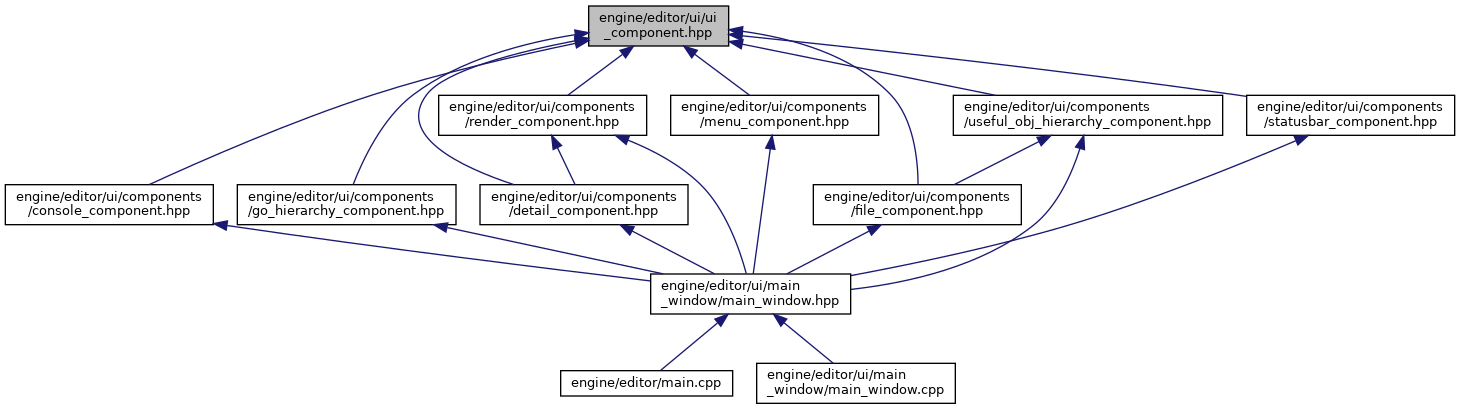 engine/editor/ui/ui
_component.hpp
engine/editor/ui/components
/render_component.hpp
engine/editor/ui/components
/menu_component.hpp
engine/editor/ui/components
/useful_obj_hierarchy_component.hpp
engine/editor/ui/components
/statusbar_component.hpp
engine/editor/ui/components
/console_component.hpp
engine/editor/ui/components
/go_hierarchy_component.hpp
engine/editor/ui/components
/detail_component.hpp
engine/editor/ui/components
/file_component.hpp
engine/editor/ui/main
_window/main_window.hpp
engine/editor/main.cpp
engine/editor/ui/main
_window/main_window.cpp